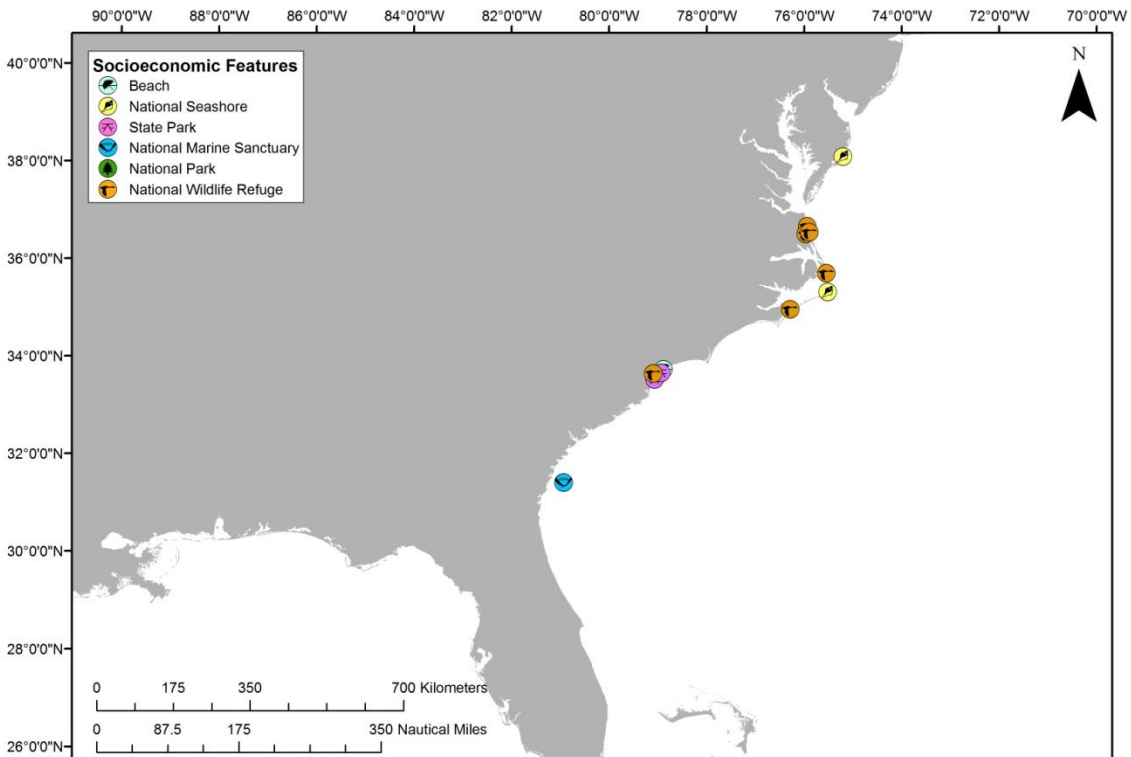 90°0'0"W 88°0'0"W 86°0'0"W 84°0'0"W 82°0'0"W 80°0'0"W 78°0'0"W 76°0'0"W 74°0'0"W 72°0'0"W 70°0'0"W
40°0'0"N
38°0'0"N
36°0'0"N
34°0'0"N
32°0'0"N
30°0'0"N
28°0'0"N
26°0'0"N
Socioeconomic Features
Beach
National Seashore
State Park
National Marine Sanctuary
National Park
National Wildlife Refuge
N
0 175 350 700 Kilometers
0 87.5 175 350 Nautical Miles